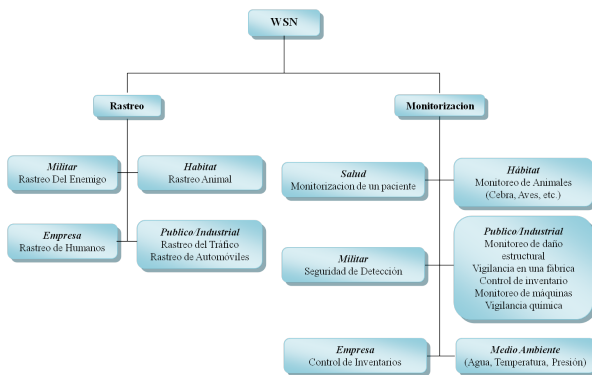 WSN
Rastreo
Monitorizacion
Militar
Rastreo Del Enemigo
Habitat
Rastreo Animal
Empresa
Rastreo de Humanos
Publico/Industrial
Rastreo del Tráfico
Rastreo de Automóviles
Salud
Monitorizacion de un paciente
Hábitat
Monitoreo de Animales
(Cebra, Aves, etc.)
Militar
Seguridad de Detección
Publico/Industrial
Monitoreo de daño
estructural
Vigilancia en una fábrica
Control de inventario
Monitoreo de máquinas
Vigilancia quimica
Empresa
Control de Inventarios
Medio Ambiente
(Agua, Temperatura, Presión)